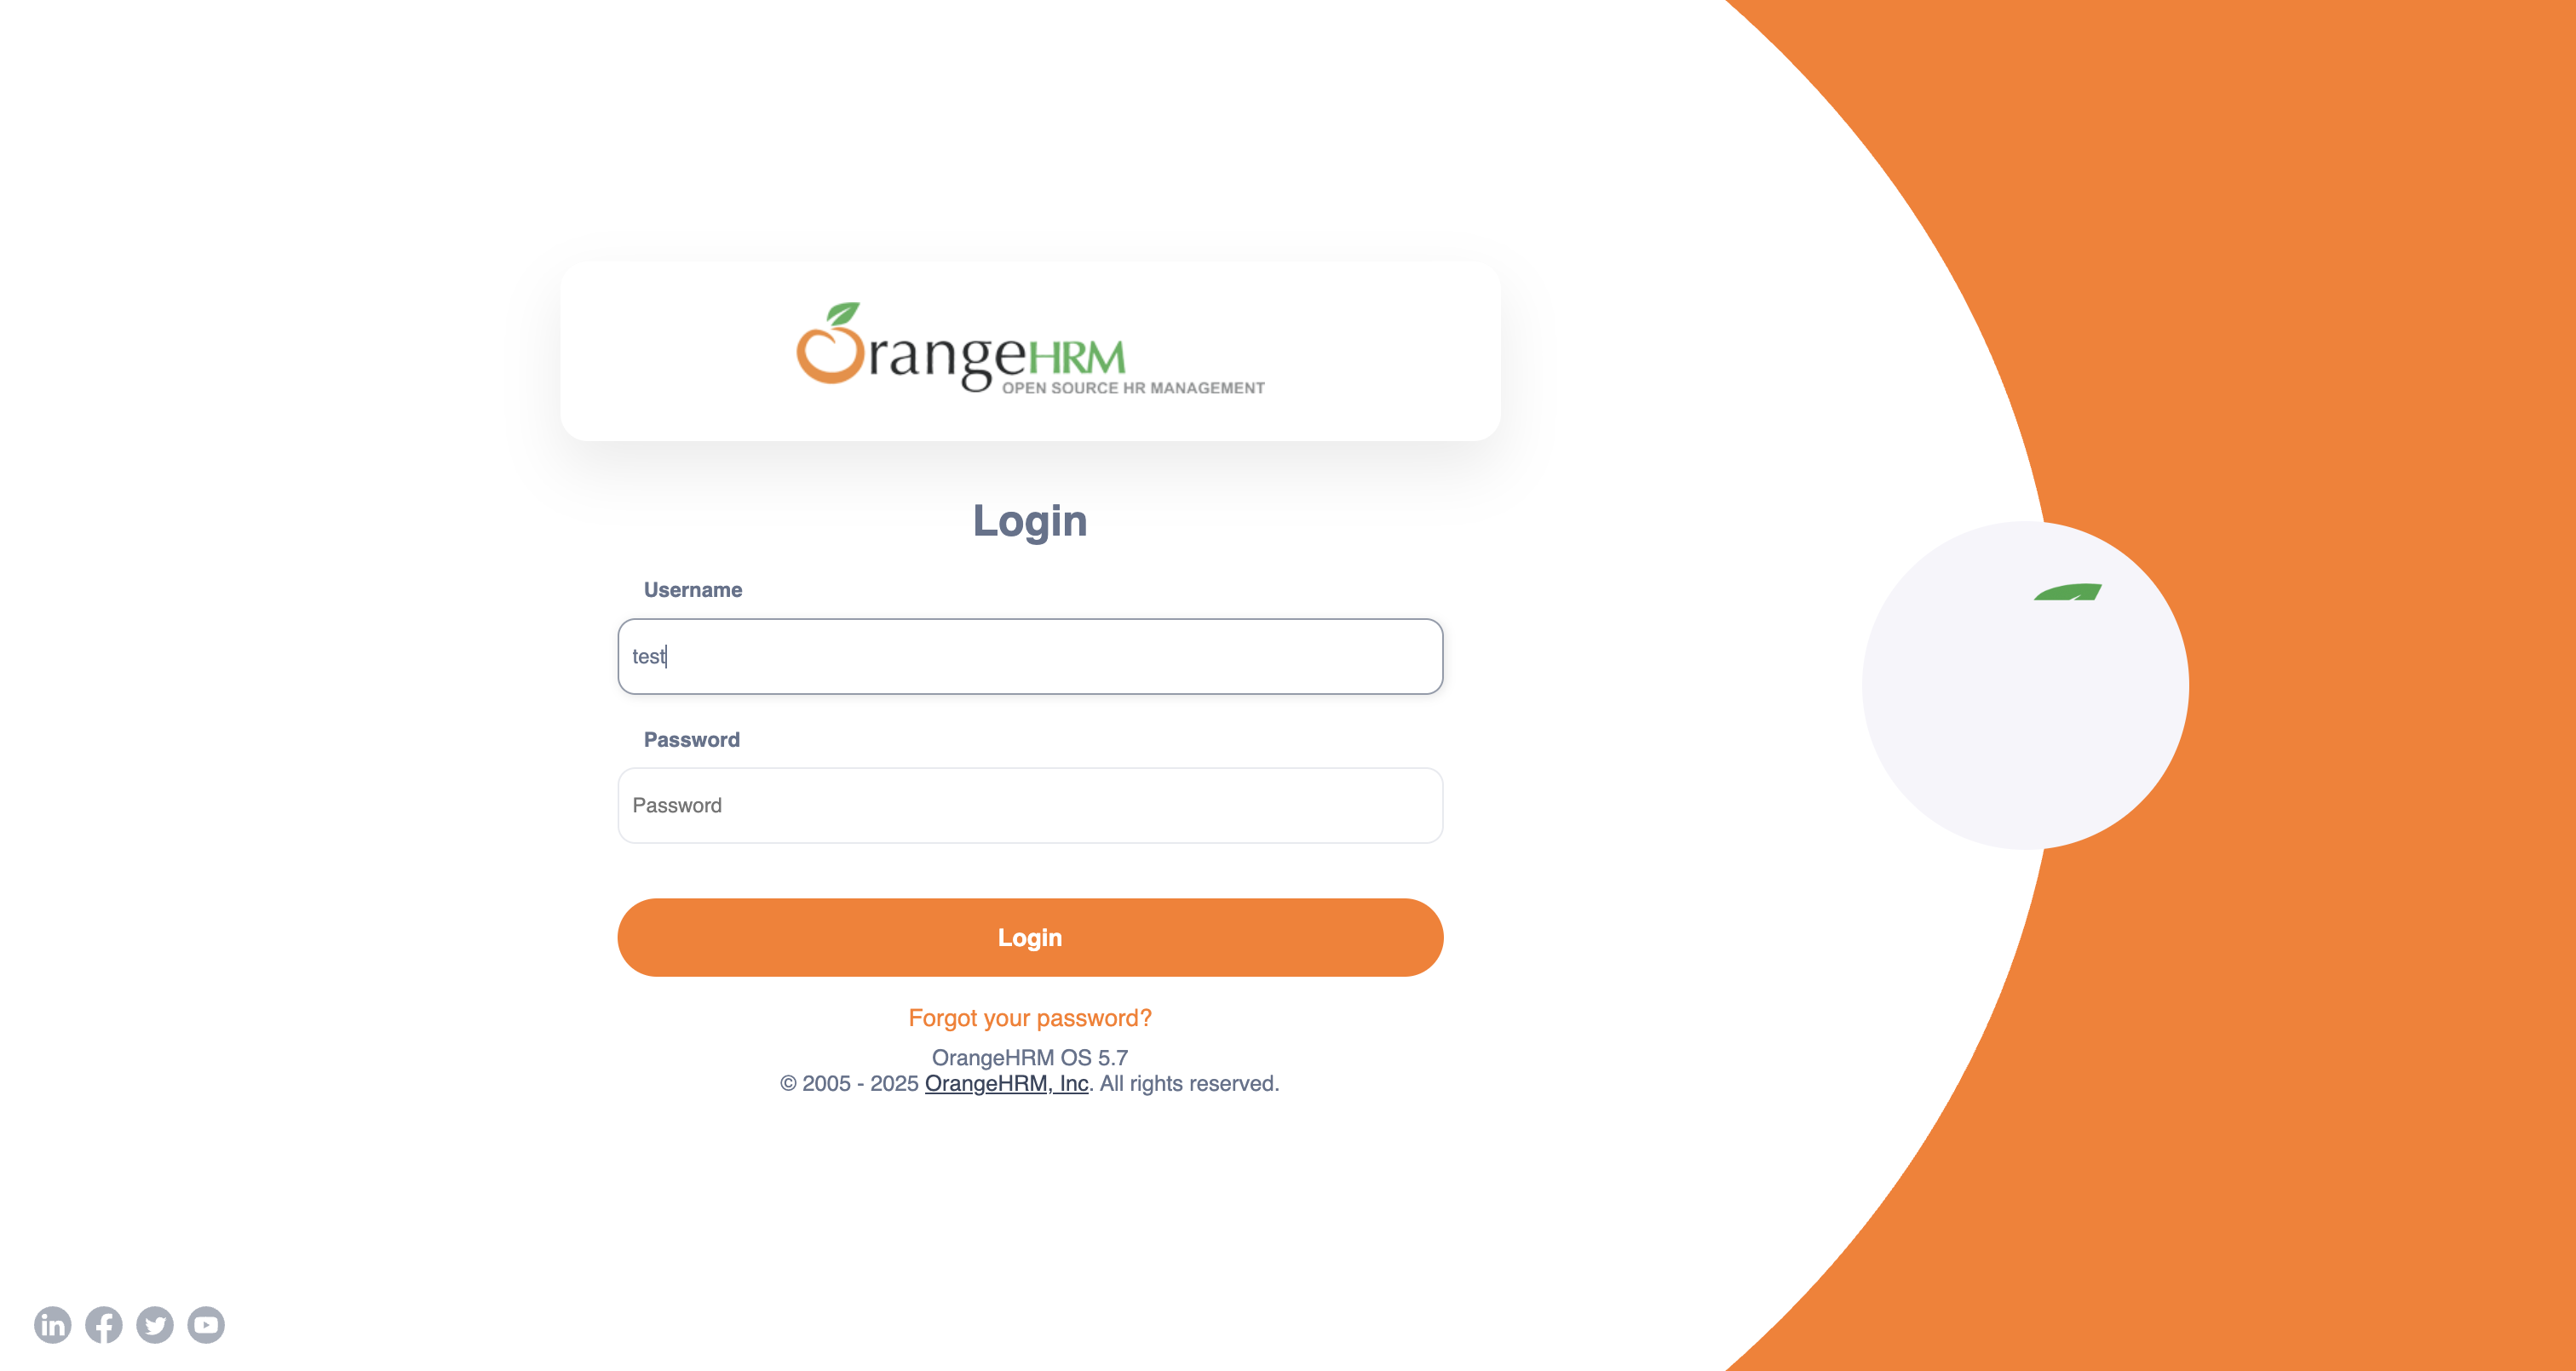 OrangeHRM
OPEN SOURCE HR MANAGEMENT
Login
Username
test
Password
Password
Login
Forgot your password?
OrangeHRM OS 5.7
© 2005 - 2025 OrangeHRM, Inc. All rights reserved.
in